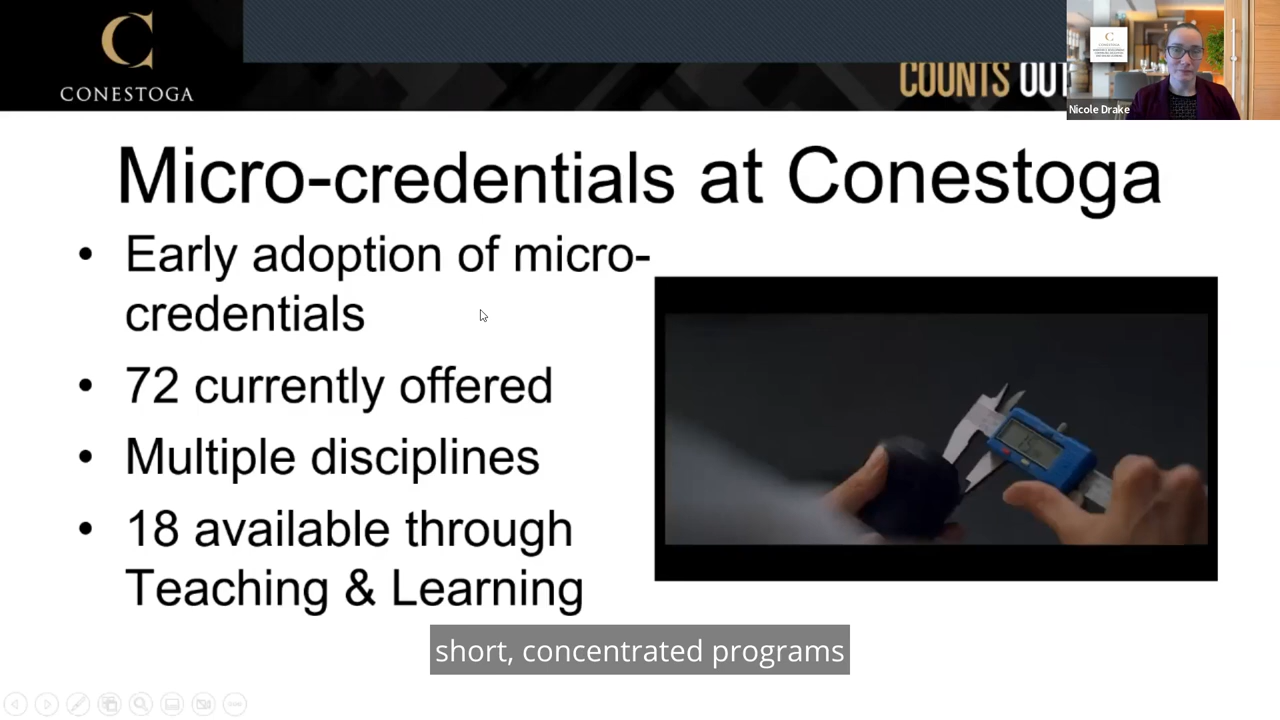 C
CONESTOGA
COUNTS OUT
Nicole Drake
Micro-credentials at Conestoga
• Early adoption of micro-
credentials
• 72 currently offered
• Multiple disciplines
• 18 available through
Teaching & Learning
short, concentrated programs